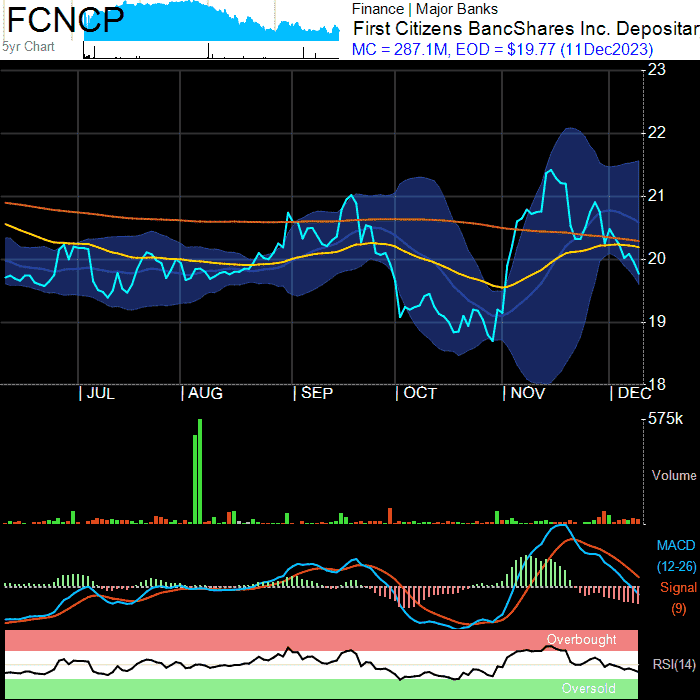 FCNCP
5yr Chart
Finance | Major Banks
First Citizens BancShares Inc. Depositar
MC = 287.1M, EOD = $19.77 (11Dec2023)
23
22
21
20
19
18
JUL AUG SEP OCT NOV DEC
575k
Volume
MACD
(12-26)
Signal
(9)
Overbought
RSI(14)
Oversold